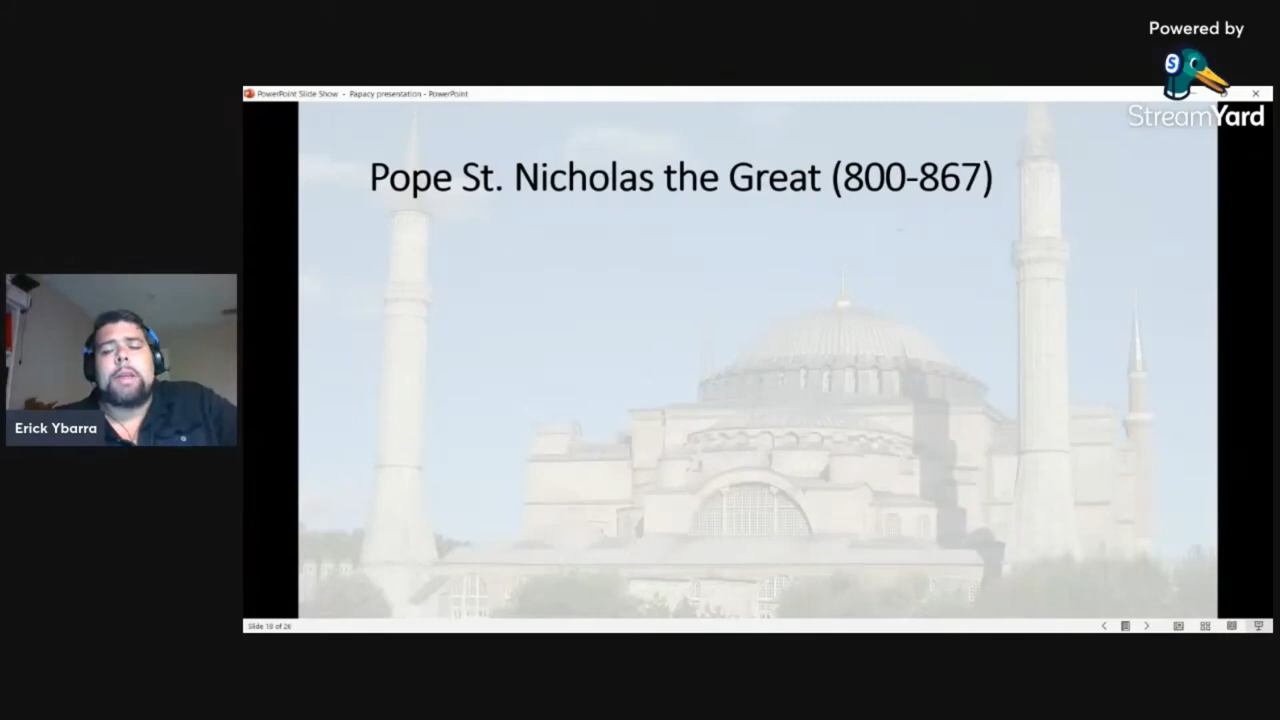 Powered by
S
StreamYard
PowerPoint Slide Show - Papacy presentation - PowerPoint
Pope St. Nicholas the Great (800-867)
Erick Ybarra
Slide 19 of 26